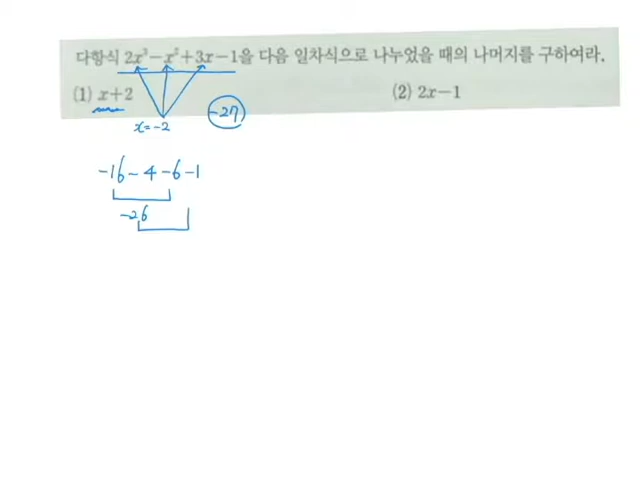 다항식 2x³−x²+3x−1을 다음 일차식으로 나누었을 때의 나머지를 구하여라.
(1) x+2 (2) 2x−1
-27
x=-2
-16-4-6-1
-26